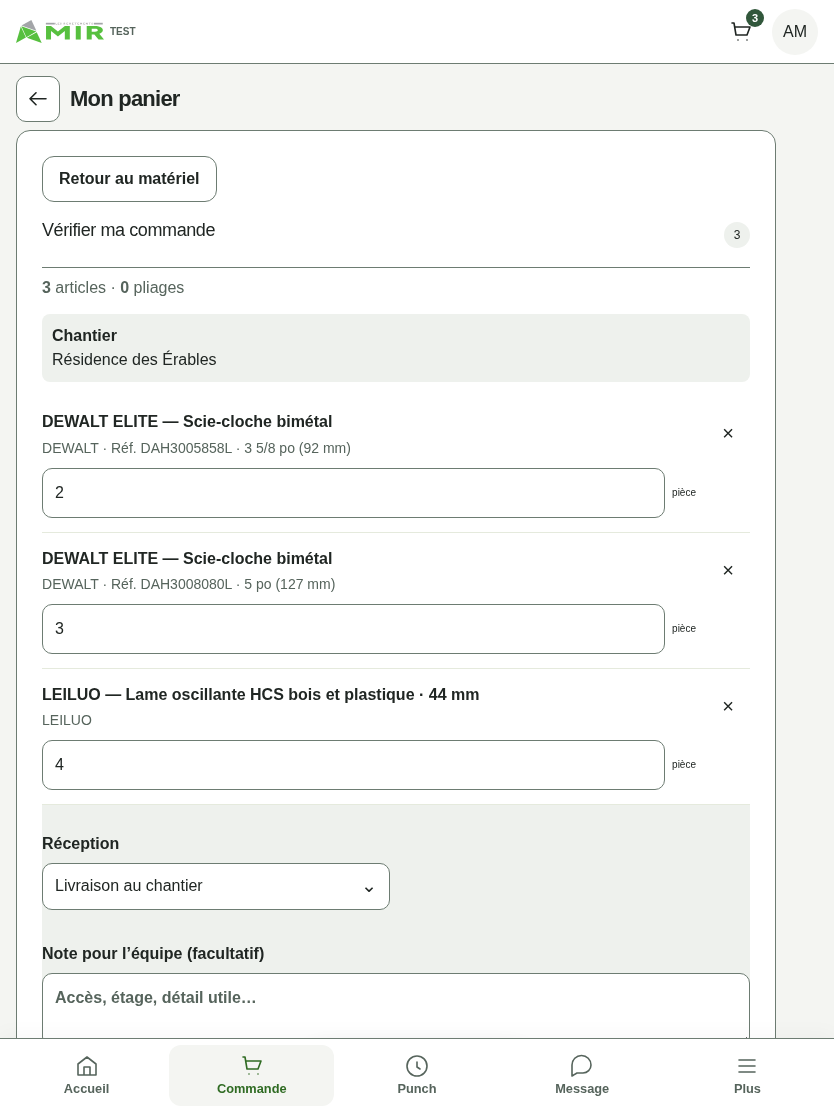 MIR TEST
3
AM
Mon panier
Retour au matériel
Vérifier ma commande
3
3 articles · 0 pliages
Chantier
Résidence des Érables
DEWALT ELITE — Scie-cloche bimétal
DEWALT · Réf. DAH3005858L · 3 5/8 po (92 mm)
×
2
pièce
DEWALT ELITE — Scie-cloche bimétal
DEWALT · Réf. DAH3008080L · 5 po (127 mm)
×
3
pièce
LEILUO — Lame oscillante HCS bois et plastique · 44 mm
LEILUO
×
4
pièce
Réception
Livraison au chantier
Note pour l’équipe (facultatif)
Accès, étage, détail utile…
Accueil
Commande
Punch
Message
Plus